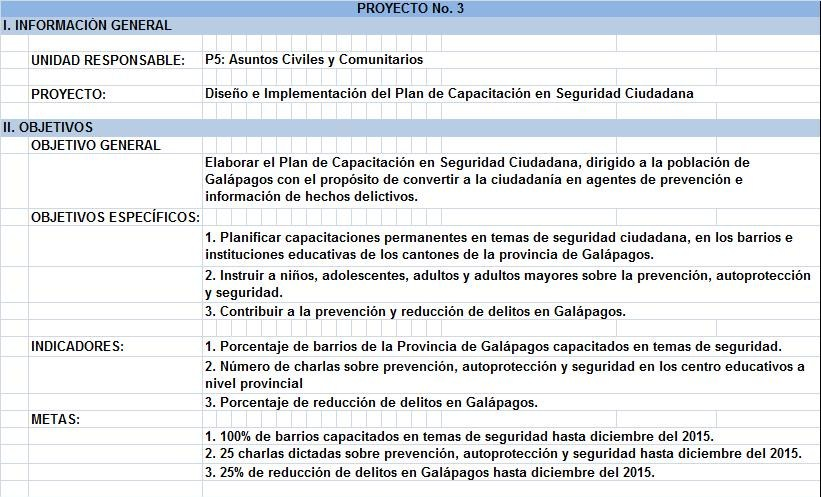 PROYECTO No. 3
I. INFORMACIÓN GENERAL
UNIDAD RESPONSABLE: P5: Asuntos Civiles y Comunitarios
PROYECTO: Diseño e Implementación del Plan de Capacitación en Seguridad Ciudadana
II. OBJETIVOS
OBJETIVO GENERAL
Elaborar el Plan de Capacitación en Seguridad Ciudadana, dirigido a la población de
Galápagos con el propósito de convertir a la ciudadanía en agentes de prevención e
información de hechos delictivos.
OBJETIVOS ESPECÍFICOS:
1. Planificar capacitaciones permanentes en temas de seguridad ciudadana, en los barrios e
instituciones educativas de los cantones de la provincia de Galápagos.
2. Instruir a niños, adolescentes, adultos y adultos mayores sobre la prevención, autoprotección
y seguridad.
3. Contribuir a la prevención y reducción de delitos en Galápagos.
INDICADORES: 1. Porcentaje de barrios de la Provincia de Galápagos capacitados en temas de seguridad.
2. Número de charlas sobre prevención, autoprotección y seguridad en los centro educativos a
nivel provincial
3. Porcentaje de reducción de delitos en Galápagos.
METAS:
1. 100% de barrios capacitados en temas de seguridad hasta diciembre del 2015.
2. 25 charlas dictadas sobre prevención, autoprotección y seguridad hasta diciembre del 2015.
3. 25% de reducción de delitos en Galápagos hasta diciembre del 2015.